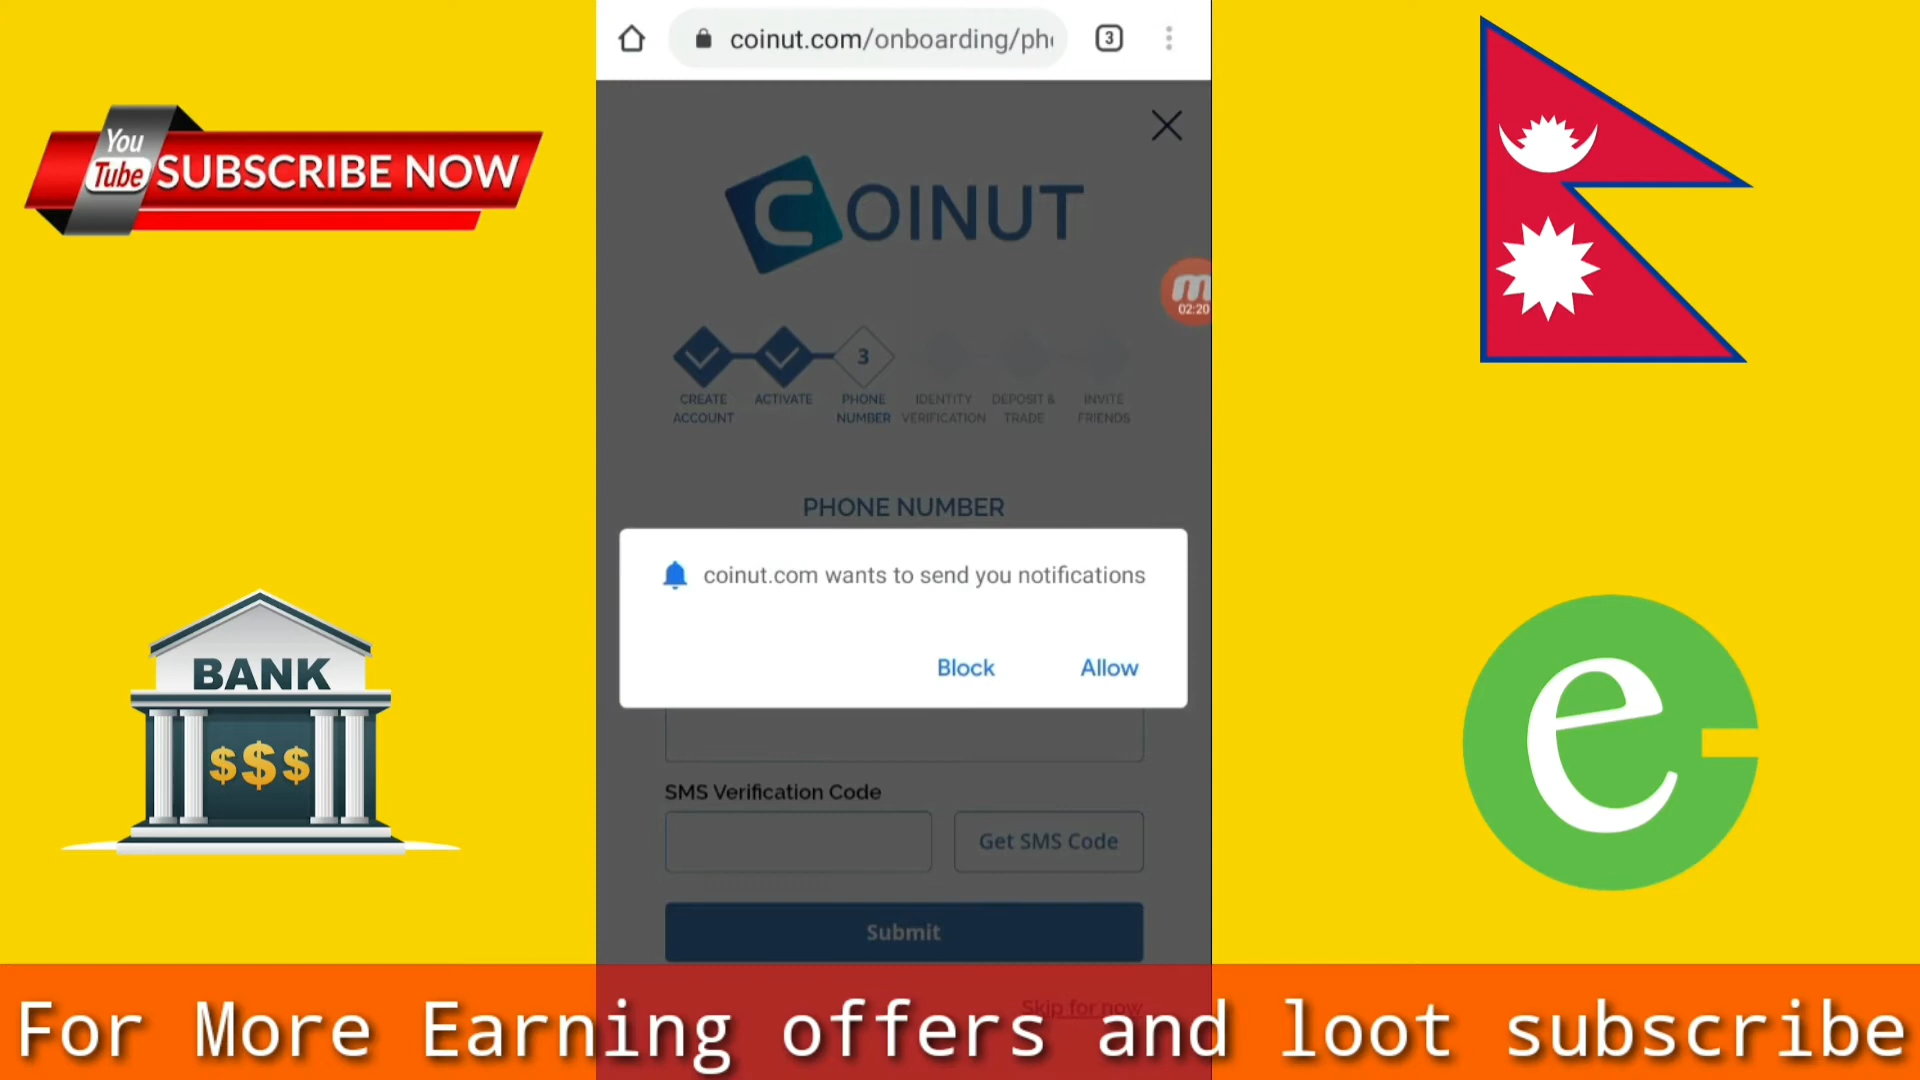 coinut.com/onboarding/ph
3
You
Tube SUBSCRIBE NOW
COINUT
m
02:20
3
CREATE ACCOUNT
ACTIVATE
PHONE NUMBER
IDENTITY VERIFICATION
DEPOSIT & TRADE
INVITE FRIENDS
PHONE NUMBER
coinut.com wants to send you notifications
Block
Allow
BANK
$$$
e
SMS Verification Code
Get SMS Code
Submit
Skip for now
For More Earning offers and loot subscribe